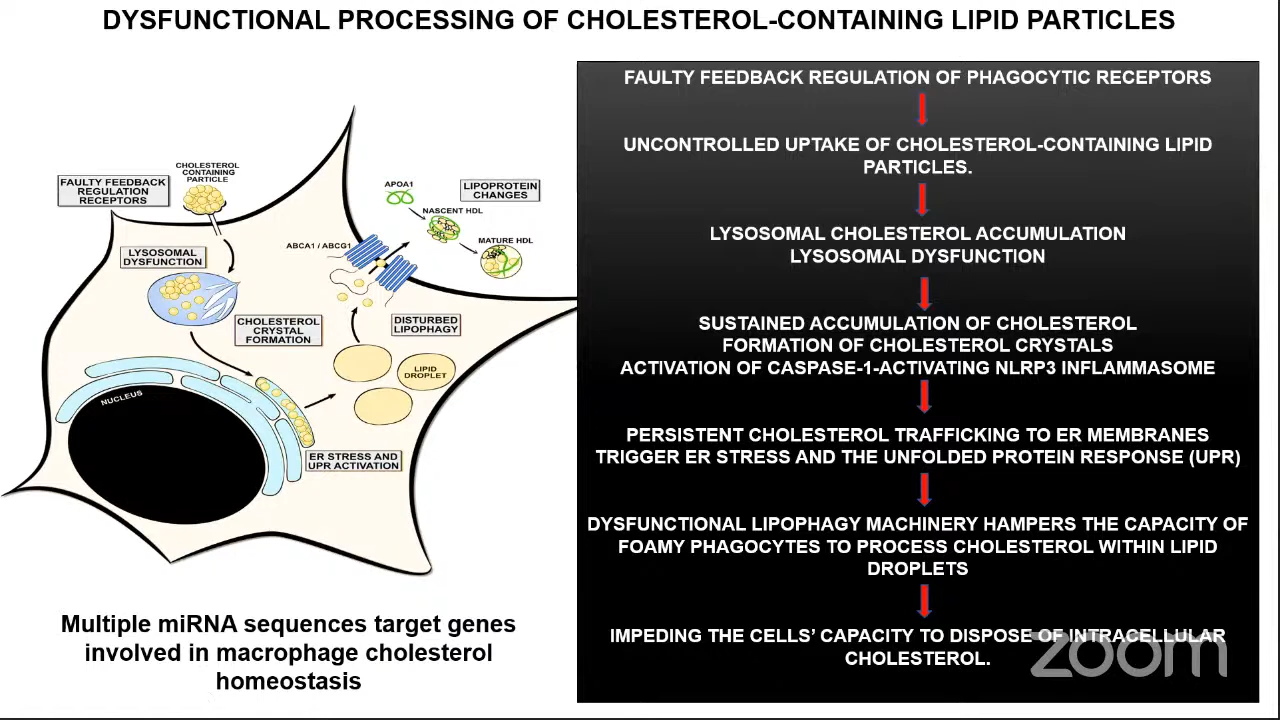 DYSFUNCTIONAL PROCESSING OF CHOLESTEROL-CONTAINING LIPID PARTICLES
FAULTY FEEDBACK
REGULATION
RECEPTORS
CHOLESTEROL
CONTAINING
PARTICLE
LYSOSOMAL
DYSFUNCTION
CHOLESTEROL
CRYSTAL
FORMATION
APOA1
LIPOPROTEIN
CHANGES
NASCENT HDL
ABCA1 / ABCG1
MATURE HDL
DISTURBED
LIPOPHAGY
LIPID
DROPLET
NUCLEUS
ER STRESS AND
UPR ACTIVATION
Multiple miRNA sequences target genes
involved in macrophage cholesterol
homeostasis
FAULTY FEEDBACK REGULATION OF PHAGOCYTIC RECEPTORS
UNCONTROLLED UPTAKE OF CHOLESTEROL-CONTAINING LIPID
PARTICLES.
LYSOSOMAL CHOLESTEROL ACCUMULATION
LYSOSOMAL DYSFUNCTION
SUSTAINED ACCUMULATION OF CHOLESTEROL
FORMATION OF CHOLESTEROL CRYSTALS
ACTIVATION OF CASPASE-1-ACTIVATING NLRP3 INFLAMMASOME
PERSISTENT CHOLESTEROL TRAFFICKING TO ER MEMBRANES
TRIGGER ER STRESS AND THE UNFOLDED PROTEIN RESPONSE (UPR)
DYSFUNCTIONAL LIPOPHAGY MACHINERY HAMPERS THE CAPACITY OF
FOAMY PHAGOCYTES TO PROCESS CHOLESTEROL WITHIN LIPID
DROPLETS
IMPEDING THE CELLS’ CAPACITY TO DISPOSE OF INTRACELLULAR
CHOLESTEROL.
zoom